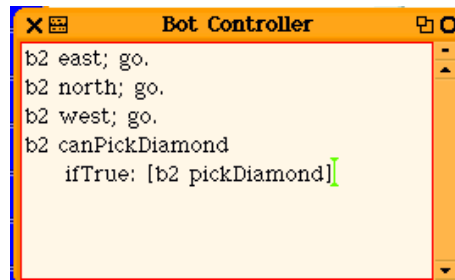 Bot Controller
b2 east; go.
b2 north; go.
b2 west; go.
b2 canPickDiamond
ifTrue: [b2 pickDiamond]